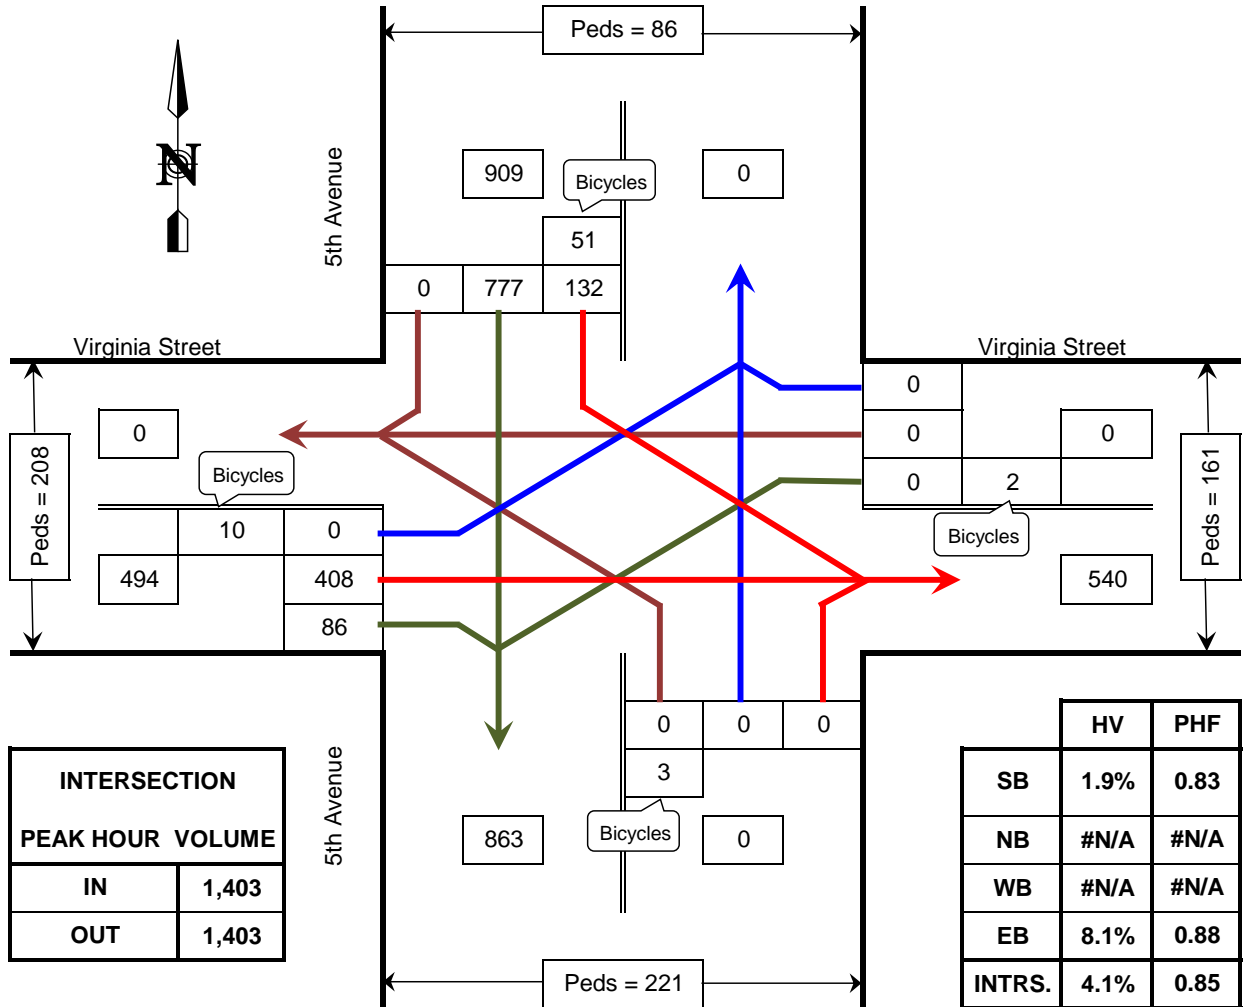 Peds = 86
N
5th Avenue
909
Bicycles
0
51
0 777 132
Virginia Street
Virginia Street
Peds = 208
0
Bicycles
10 0
494 408
86
0
0 0
0 2
Bicycles
540
Peds = 161
0 0 0
3
Bicycles
863
0
5th Avenue
INTERSECTION
PEAK HOUR VOLUME
IN 1,403
OUT 1,403
HV PHF
SB 1.9% 0.83
NB #N/A #N/A
WB #N/A #N/A
EB 8.1% 0.88
INTRS. 4.1% 0.85
Peds = 221